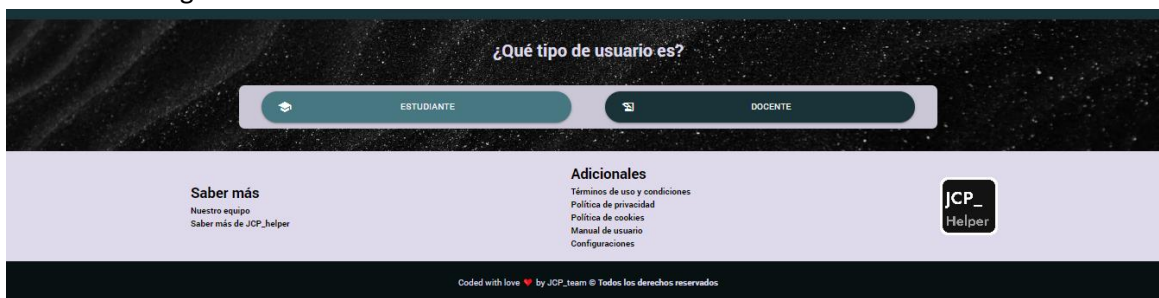 ¿Qué tipo de usuario es?
ESTUDIANTE
DOCENTE
Saber más
Nuestro equipo
Saber más de JCP_helper
Adicionales
Términos de uso y condiciones
Política de privacidad
Política de cookies
Manual de usuario
Configuraciones
JCP_
Helper
Coded with love ❤ by JCP_team © Todos los derechos reservados